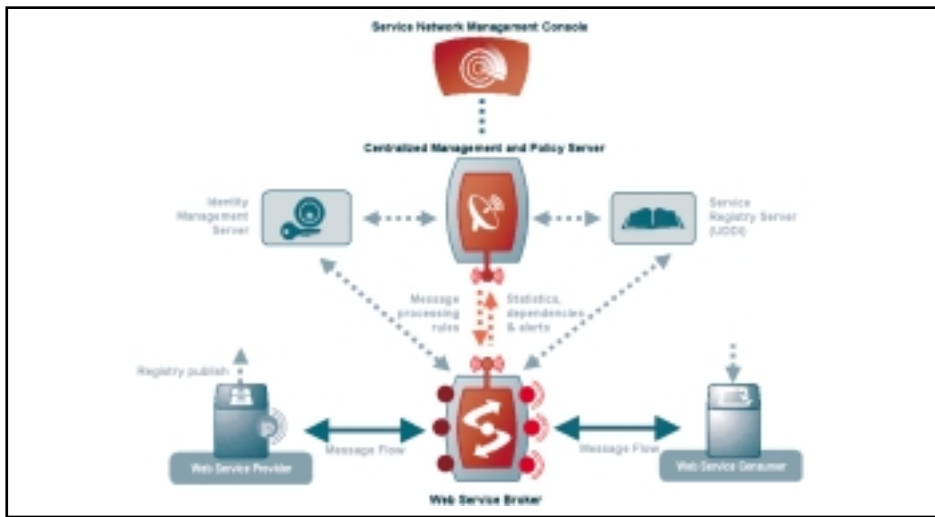 Service Network Management Console
Centralized Management and Policy Server
Identity
Management
Server
Service
Registry Server
(UDDI)
Message
processing
rules
Statistics,
dependencies
& alerts
Registry publish
Message Flow
Message Flow
Web Service Provider
Web Service Consumer
Web Service Broker